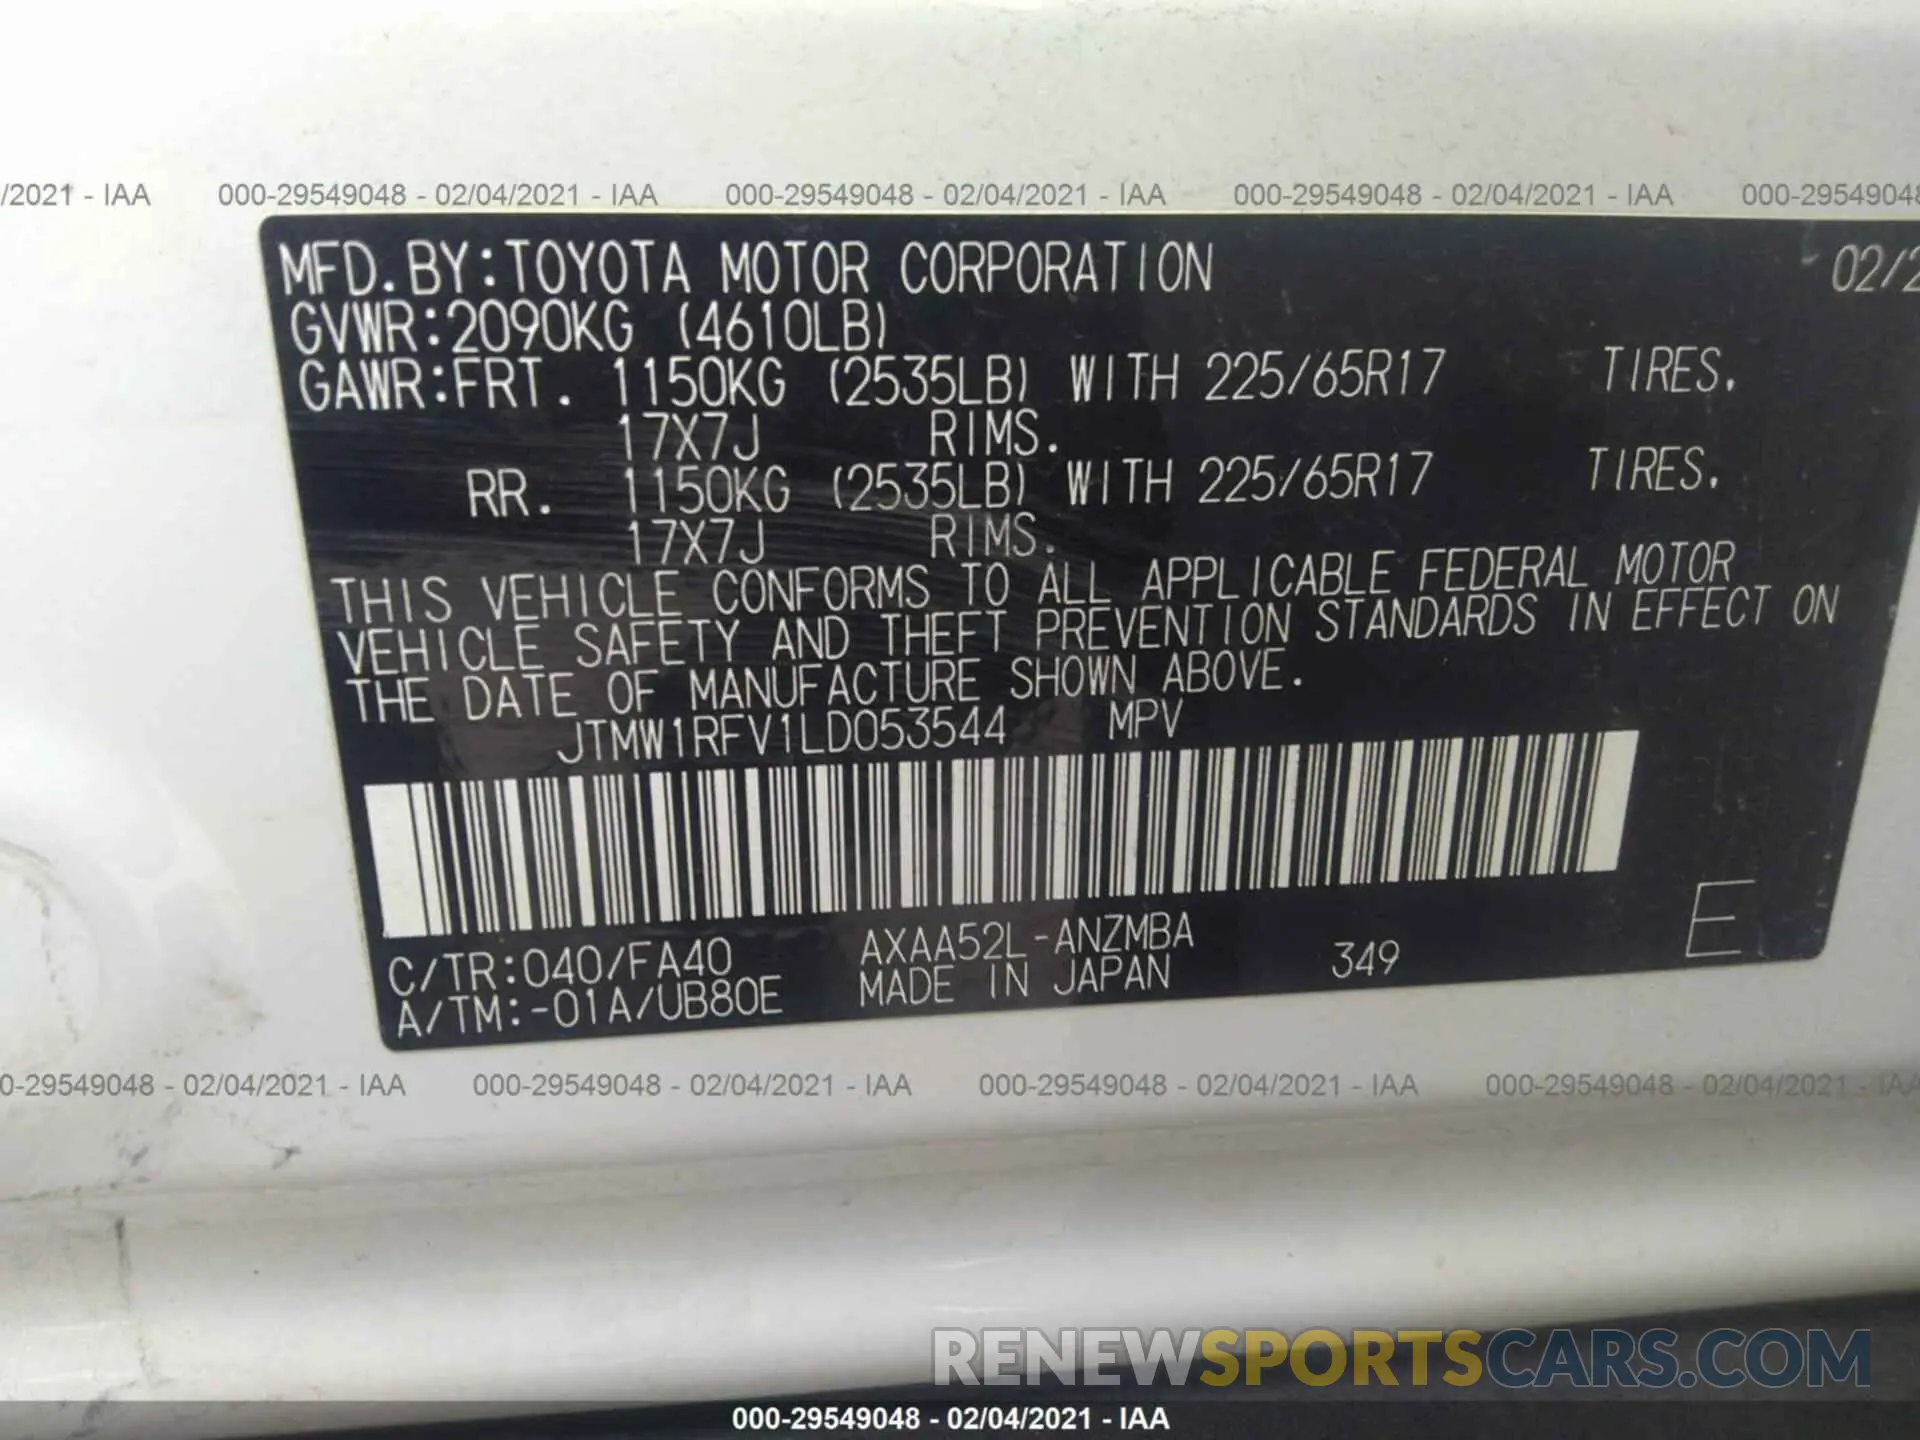 /2021 - IAA 000-29549048 - 02/04/2021 - IAA 000-29549048 - 02/04/2021 - IAA 000-29549048 - 02/04/2021 - IAA 000-29549048
MFD.BY:TOYOTA MOTOR CORPORATION 02/2
GVWR:2090KG (4610LB)
GAWR:FRT. 1150KG (2535LB) WITH 225/65R17 TIRES.
17X7J RIMS.
RR. 1150KG (2535LB) WITH 225/65R17 TIRES.
17X7J RIMS.
THIS VEHICLE CONFORMS TO ALL APPLICABLE FEDERAL MOTOR
VEHICLE SAFETY AND THEFT PREVENTION STANDARDS IN EFFECT ON
THE DATE OF MANUFACTURE SHOWN ABOVE.
JTMW1RFV1LD053544 MPV
C/TR:040/FA40 AXAA52L-ANZMBA 349 E
A/TM:-01A/UB80E MADE IN JAPAN
0-29549048 - 02/04/2021 - IAA 000-29549048 - 02/04/2021 - IAA 000-29549048 - 02/04/2021 - IAA 000-29549048 - 02/04/2021 - IAA
RENEWSPORTSCARS.COM
000-29549048 - 02/04/2021 - IAA